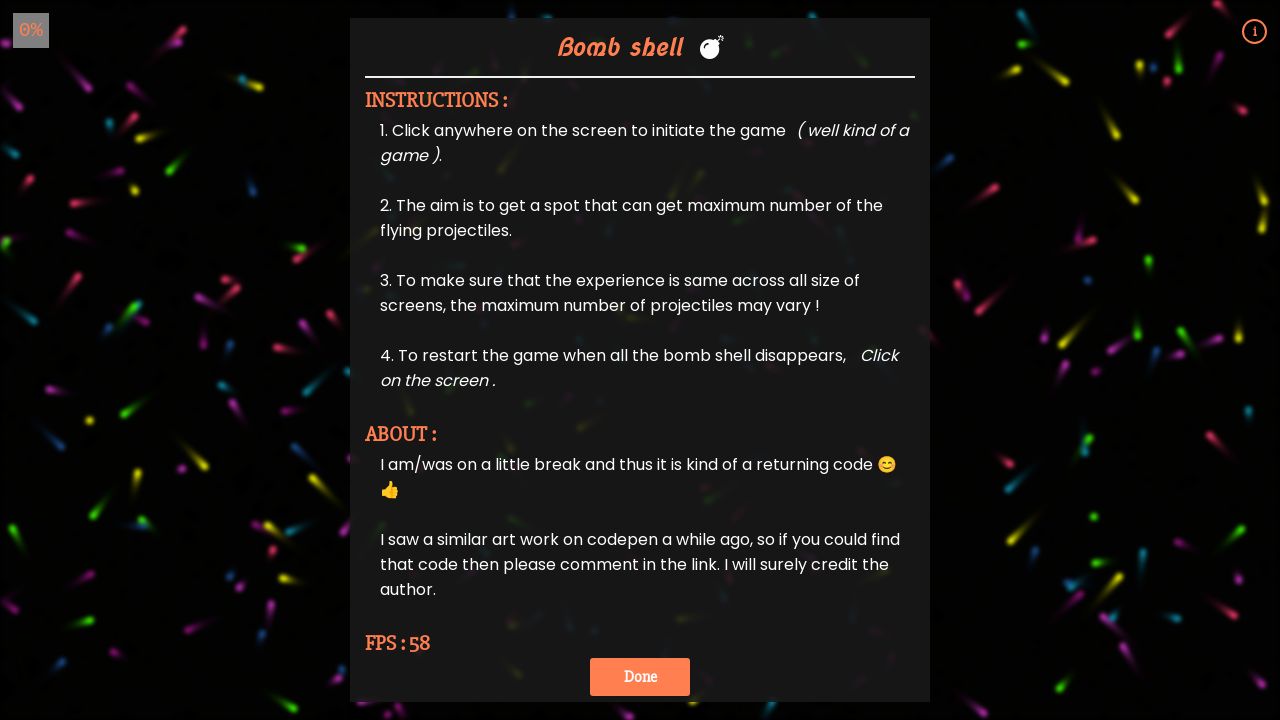 0%
i
Bomb shell 💣
INSTRUCTIONS :
1. Click anywhere on the screen to initiate the game ( well kind of a
game ).
2. The aim is to get a spot that can get maximum number of the
flying projectiles.
3. To make sure that the experience is same across all size of
screens, the maximum number of projectiles may vary !
4. To restart the game when all the bomb shell disappears, Click
on the screen .
ABOUT :
I am/was on a little break and thus it is kind of a returning code 😊
👍
I saw a similar art work on codepen a while ago, so if you could find
that code then please comment in the link. I will surely credit the
author.
FPS : 58
Done